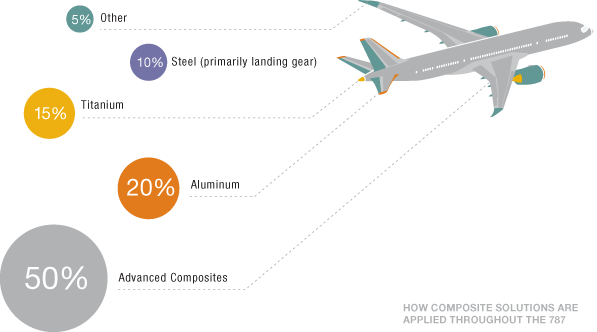 5% Other
10% Steel (primarily landing gear)
15% Titanium
20% Aluminum
50% Advanced Composites
HOW COMPOSITE SOLUTIONS ARE
APPLIED THROUGHOUT THE 787